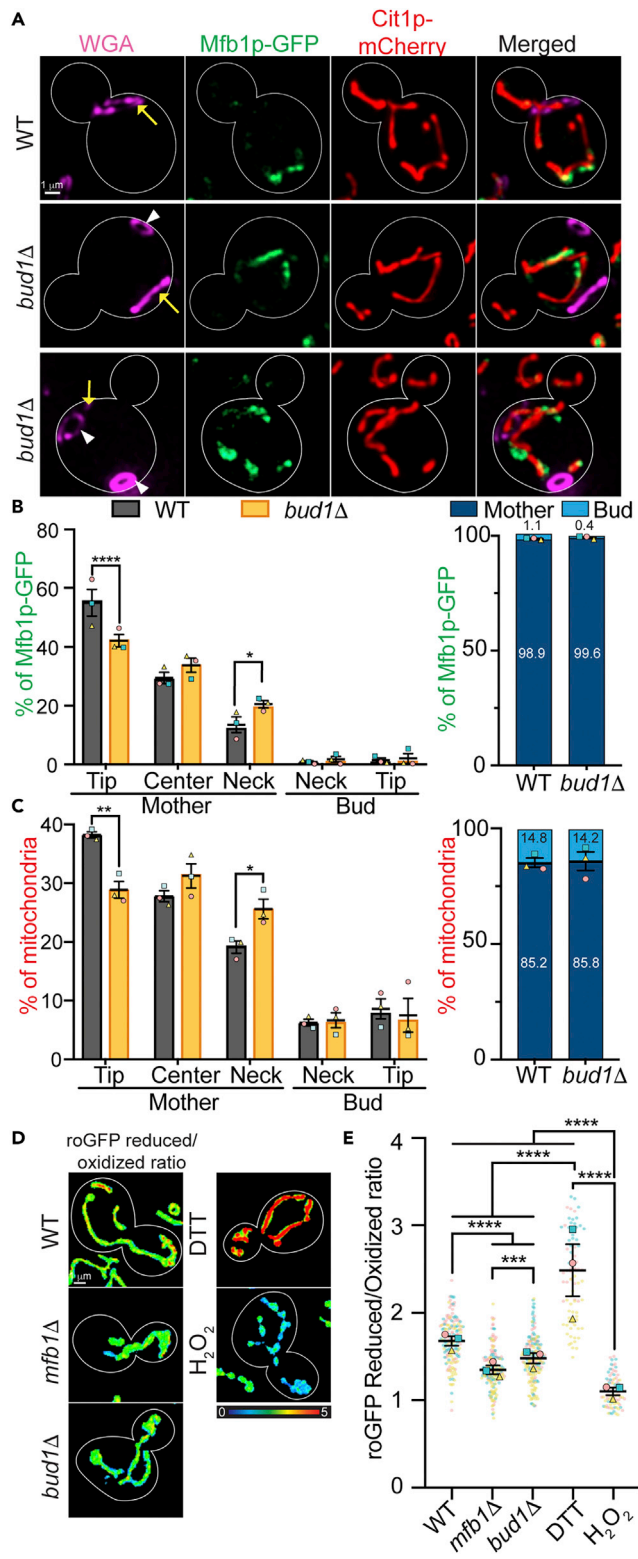 A
WGA Mfb1p-GFP Cit1p-mCherry Merged
WT
1 μm
bud1Δ
bud1Δ
B
WT bud1Δ
Mother Bud
% of Mfb1p-GFP
60
40
20
0
****
*
Tip Center Neck Neck Tip
Mother Bud
% of Mfb1p-GFP
100
50
0
1.1 0.4
98.9 99.6
WT bud1Δ
C
% of mitochondria
40
30
20
10
0
**
*
Tip Center Neck Neck Tip
Mother Bud
% of mitochondria
100
50
0
14.8 14.2
85.2 85.8
WT bud1Δ
D
roGFP reduced/
oxidized ratio
WT
1 μm
mfb1Δ
bud1Δ
DTT
H2O2
0 5
E
roGFP Reduced/Oxidized ratio
4
3
2
1
0
****
****
****
****
***
WT mfb1Δ bud1Δ DTT H2O2